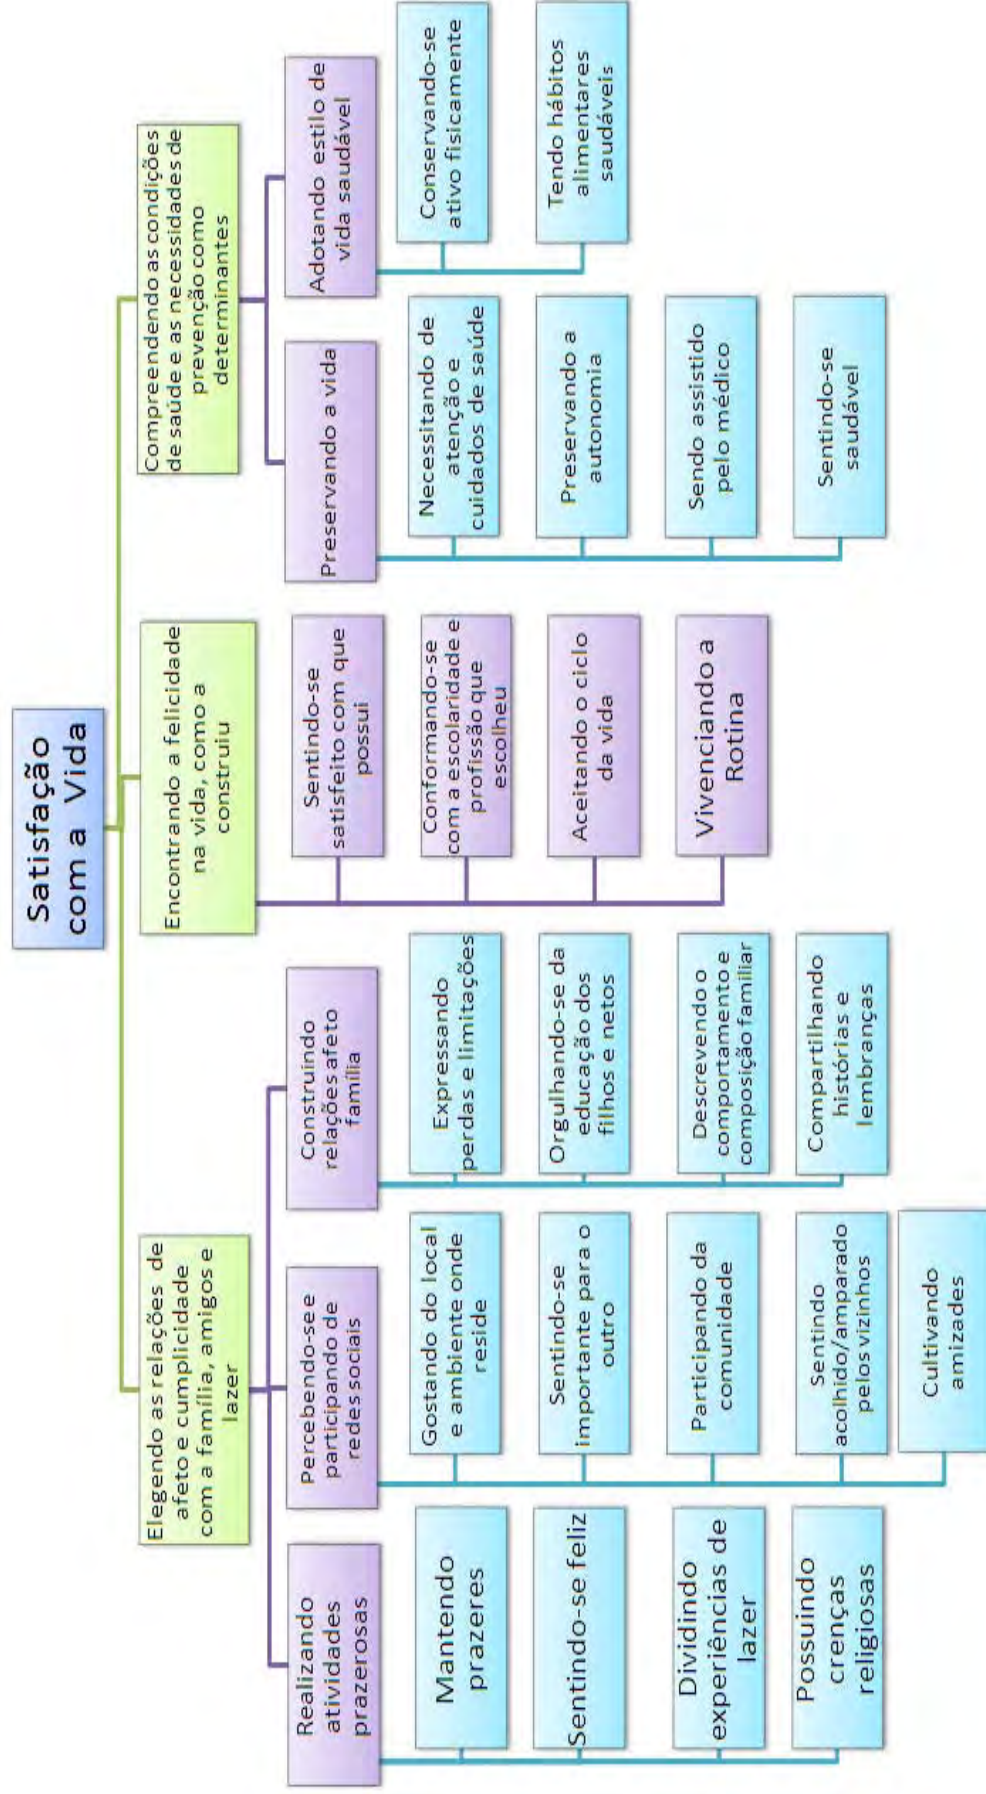 Satisfação
com a Vida
Elegendo as relações de
afeto e cumplicidade
com a família, amigos e
lazer
Realizando
atividades
prazerosas
Mantendo
prazeres
Sentindo-se feliz
Dividindo
experiências de
lazer
Possuindo
crenças
religiosas
Percebendo-se e
participando de
redes sociais
Gostando do local
e ambiente onde
reside
Sentindo-se
importante para o
outro
Participando da
comunidade
Sentindo
acolhido/amparado
pelos vizinhos
Cultivando
amizades
Construindo
relações afeto
família
Expressando
perdas e limitações
Orgulhando-se da
educação dos
filhos e netos
Descrevendo o
comportamento e
composição familiar
Compartilhando
histórias e
lembranças
Encontrando a felicidade
na vida, como a
construiu
Sentindo-se
satisfeito com que
possui
Conformando-se
com a escolaridade e
profissão que
escolheu
Aceitando o ciclo
da vida
Vivenciando a
Rotina
Compreendendo as condições
de saúde e as necessidades de
prevenção como
determinantes
Preservando a vida
Necessitando de
atenção e
cuidados de saúde
Preservando a
autonomia
Sendo assistido
pelo médico
Sentindo-se
saudável
Adotando estilo de
vida saudável
Conservando-se
ativo fisicamente
Tendo hábitos
alimentares
saudáveis